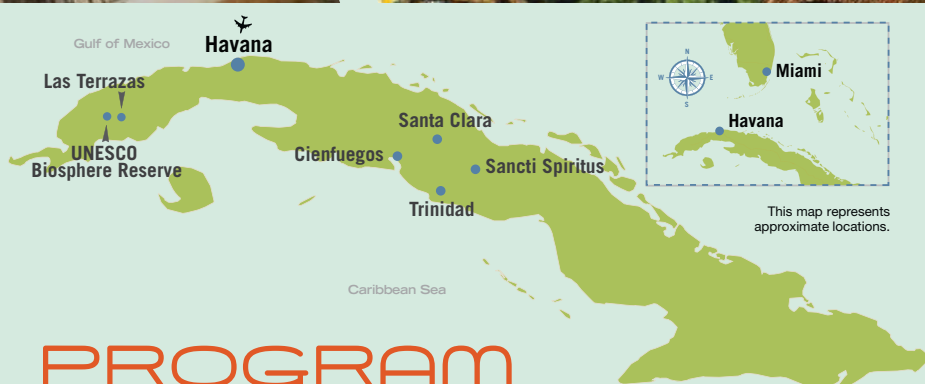 Gulf of Mexico
Havana
Las Terrazas
UNESCO
Biosphere Reserve
Santa Clara
Cienfuegos
Sancti Spiritus
Trinidad
Caribbean Sea
N
W
E
S
Miami
Havana
This map represents
approximate locations.
PROGRAM